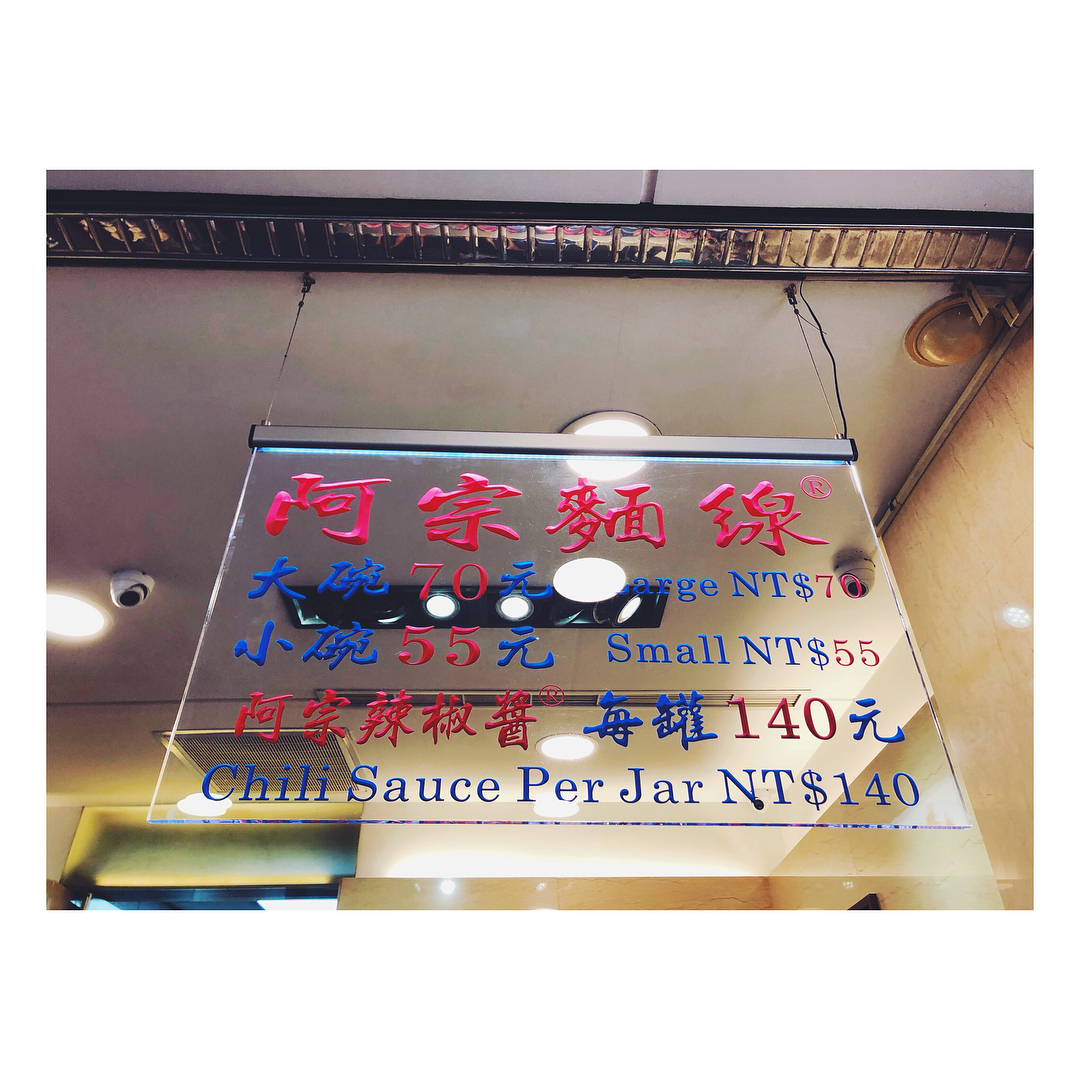 阿宗麵線®
大碗 70元 Large NT$70
小碗 55元 Small NT$55
阿宗辣椒醬® 每罐140元
Chili Sauce Per Jar NT$140